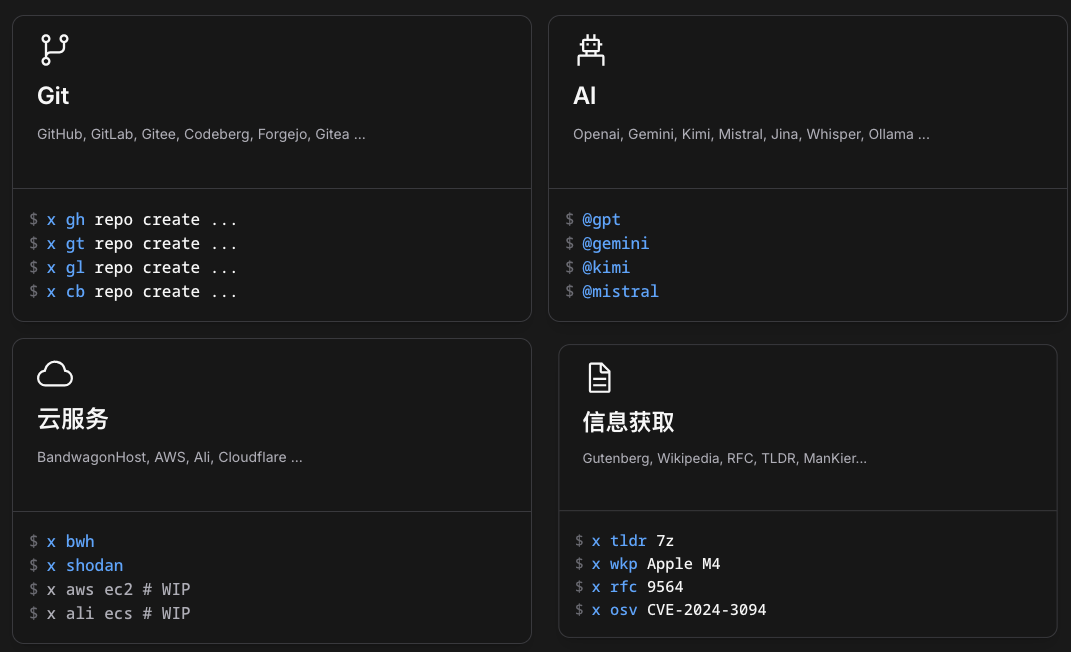 Git
GitHub, GitLab, Gitee, Codeberg, Forgejo, Gitea ...
$ x gh repo create ...
$ x gt repo create ...
$ x gl repo create ...
$ x cb repo create ...
AI
Openai, Gemini, Kimi, Mistral, Jina, Whisper, Ollama ...
$ @gpt
$ @gemini
$ @kimi
$ @mistral
云服务
BandwagonHost, AWS, Ali, Cloudflare ...
$ x bwh
$ x shodan
$ x aws ec2 # WIP
$ x ali ecs # WIP
信息获取
Gutenberg, Wikipedia, RFC, TLDR, ManKier...
$ x tldr 7z
$ x wkp Apple M4
$ x rfc 9564
$ x osv CVE-2024-3094